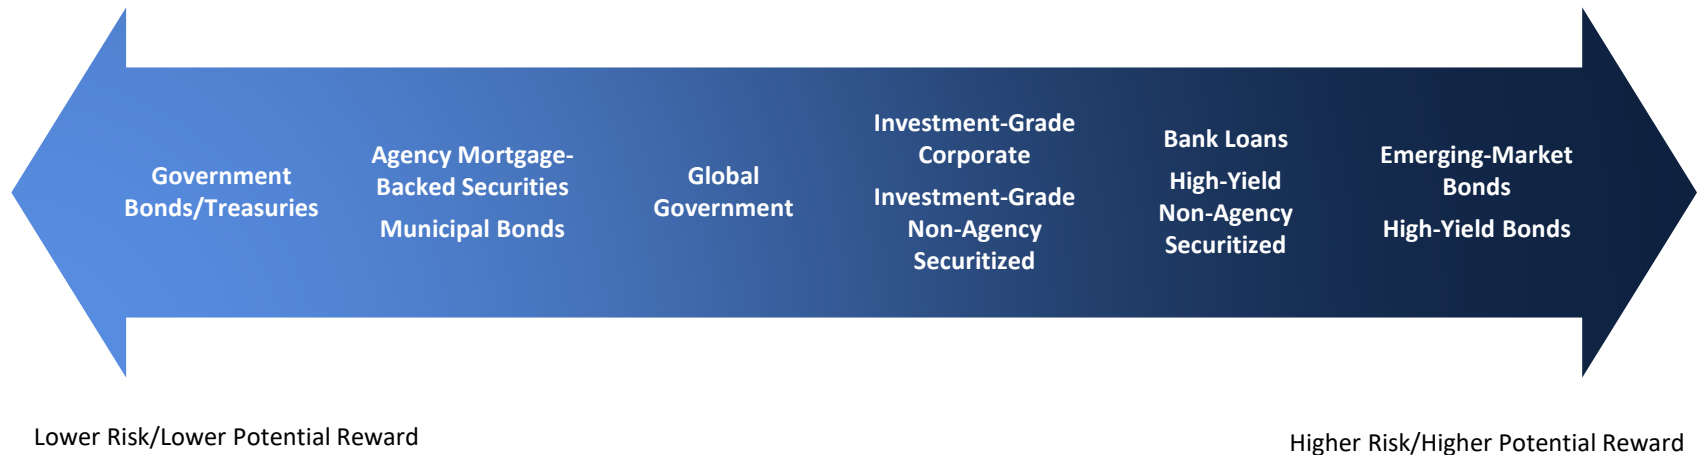 Government
Bonds/Treasuries
Agency Mortgage-
Backed Securities
Municipal Bonds
Global
Government
Investment-Grade
Corporate
Investment-Grade
Non-Agency
Securitized
Bank Loans
High-Yield
Non-Agency
Securitized
Emerging-Market
Bonds
High-Yield Bonds
Lower Risk/Lower Potential Reward
Higher Risk/Higher Potential Reward